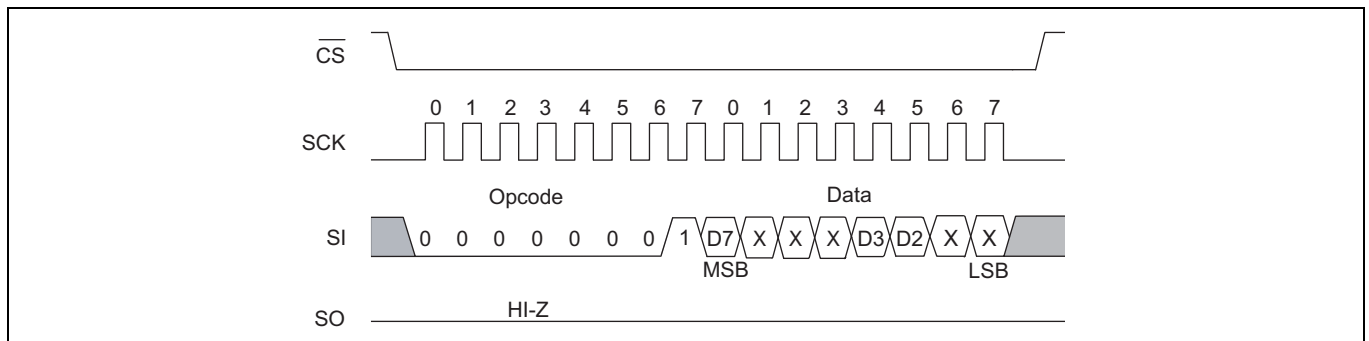 CS
0 1 2 3 4 5 6 7 0 1 2 3 4 5 6 7
SCK
Opcode Data
SI 0 0 0 0 0 0 0 1 D7 X X X D3 D2 X X
MSB LSB
HI-Z
SO